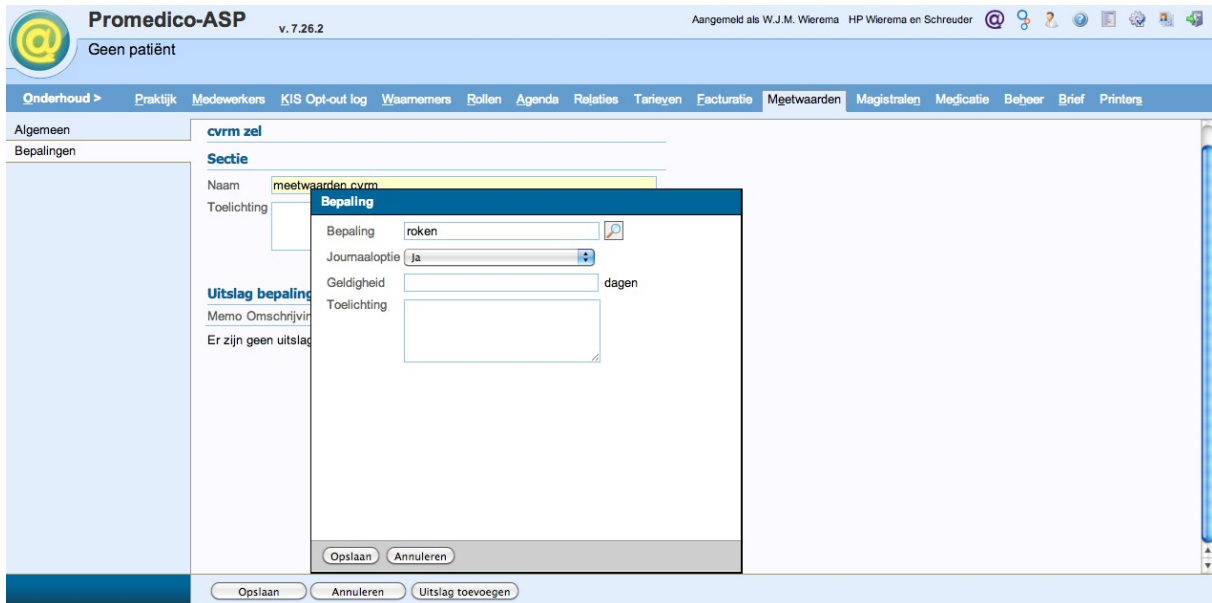 Promedico-ASP v. 7.26.2
Aangemeld als W.J.M. Wierema HP Wierema en Schreuder
Geen patiënt
Onderhoud > Praktijk Medewerkers KIS Opt-out log Waarnemers Rollen Agenda Relaties Tarieven Facturatie Meetwaarden Magistralen Medicatie Beheer Brief Printers
Algemeen
Bepalingen
cvrm zel
Sectie
Naam meetwaarden cvrm
Toelichting
Uitslag bepaling
Memo Omschrijvin
Er zijn geen uitslag
Bepaling
Bepaling roken
Journaaloptie Ja
Geldigheid dagen
Toelichting
Opslaan Annuleren
Opslaan Annuleren Uitslag toevoegen